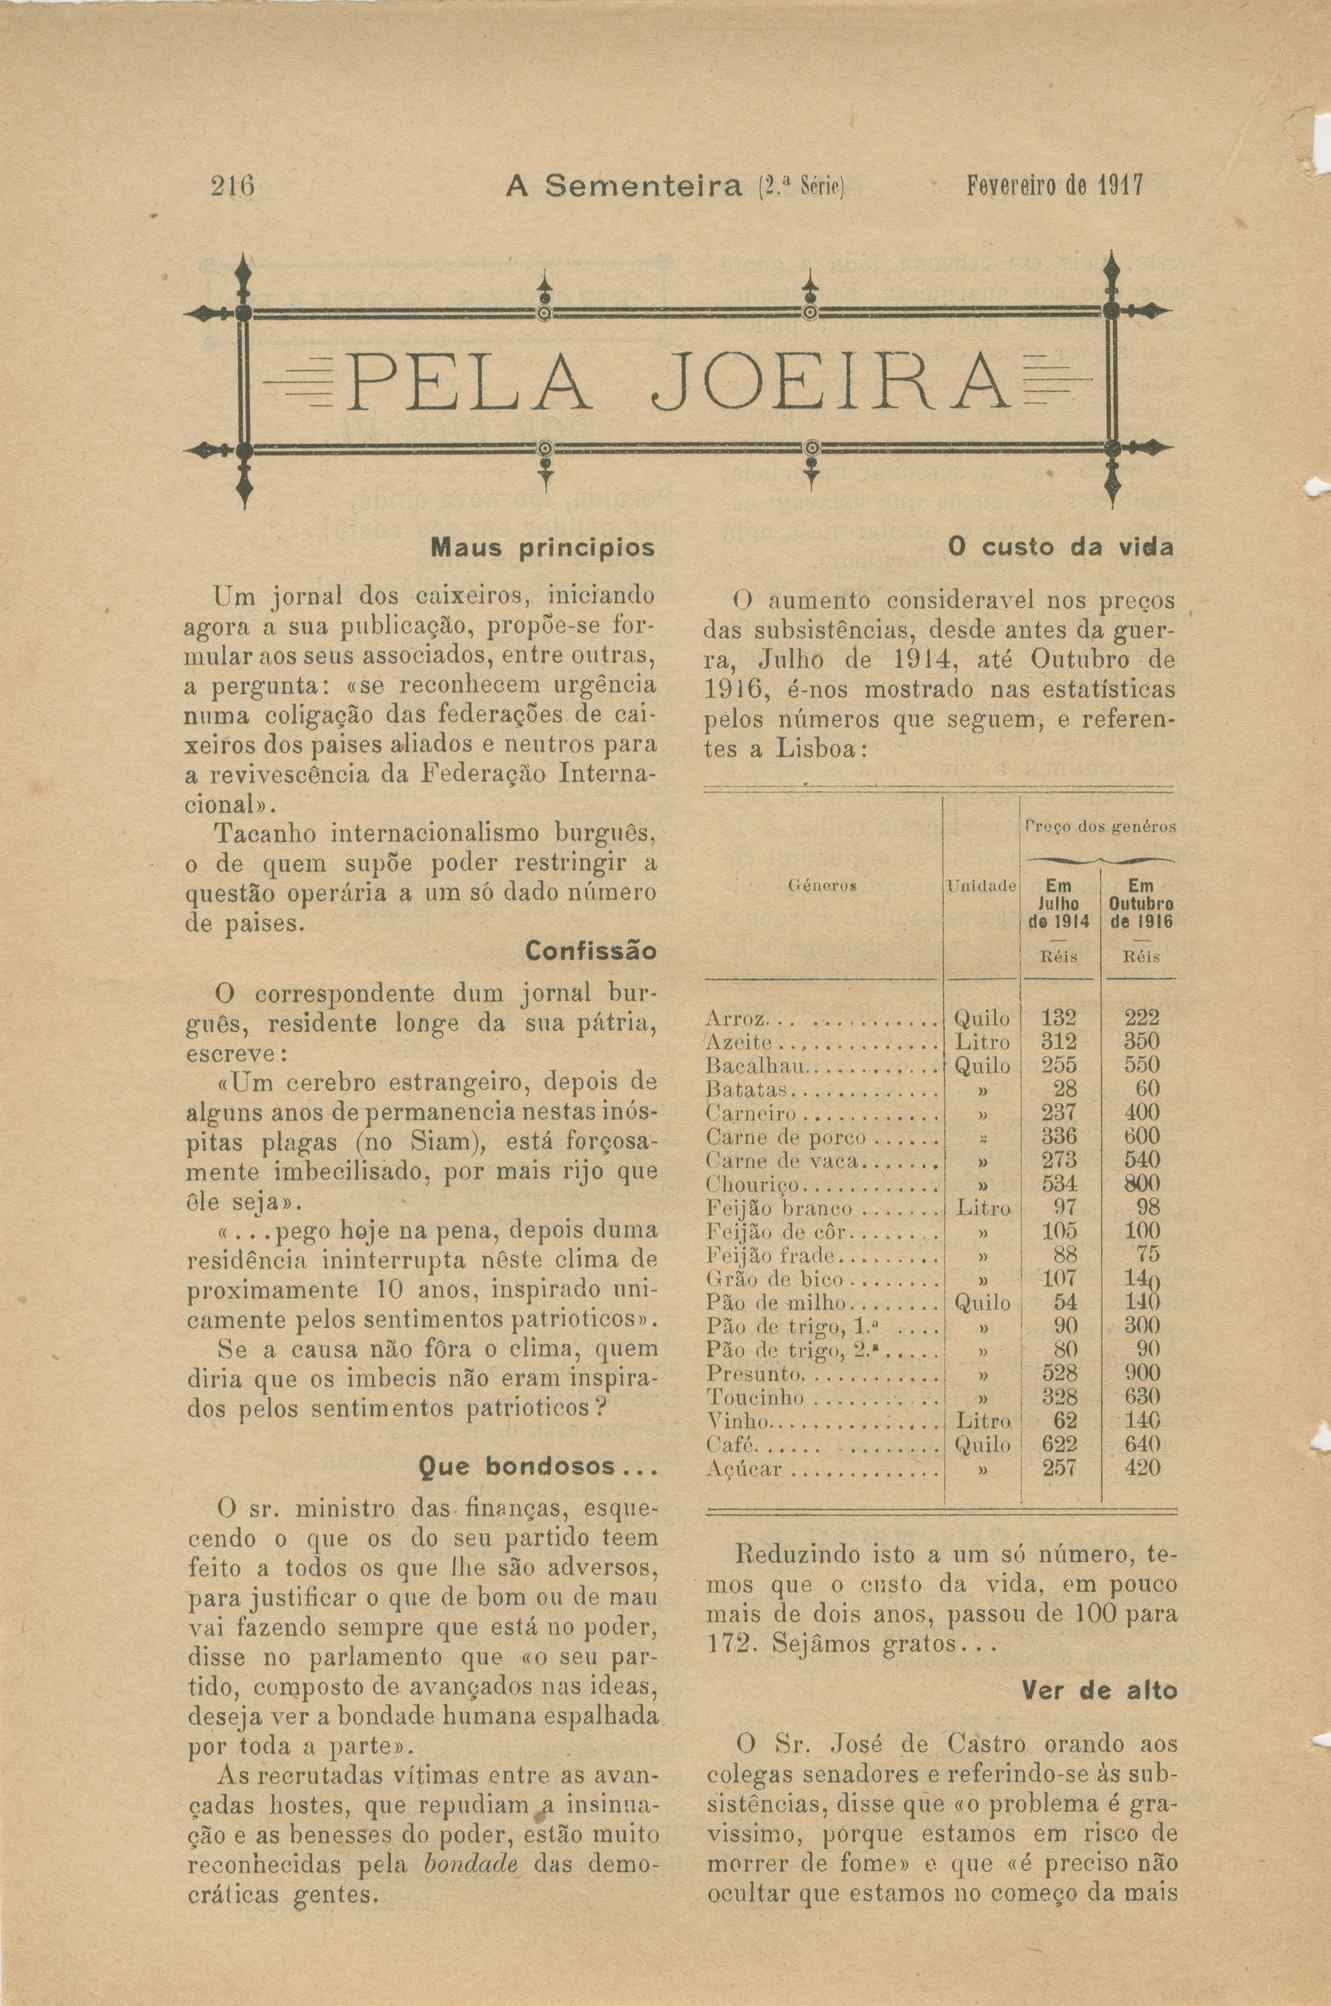 216 A Sementeira (2.ª Série) Fevereiro de 1917
PELA JOEIRA
Maus principios
Um jornal dos caixeiros, iniciando
agora a sua publicação, propõe-se for-
mular aos seus associados, entre outras,
a pergunta: «se reconhecem urgência
numa coligação das federações de cai-
xeiros dos paises aliados e neutros para
a revivescência da Federação Interna-
cional».
Tacanho internacionalismo burguês,
o de quem supõe poder restringir a
questão operária a um só dado número
de paises.
Confissão
O correspondente dum jornal bur-
guês, residente longe da sua pátria,
escreve:
«Um cerebro estrangeiro, depois de
alguns anos de permanencia nestas inós-
pitas plagas (no Siam), está forçosa-
mente imbecilisado, por mais rijo que
êle seja».
«...pego hoje na pena, depois duma
residência ininterrupta nêste clima de
proximamente 10 anos, inspirado uni-
camente pelos sentimentos patrioticos».
Se a causa não fôra o clima, quem
diria que os imbecis não eram inspira-
dos pelos sentimentos patrioticos?
Que bondosos...
O sr. ministro das finanças, esque-
cendo o que os do seu partido teem
feito a todos os que lhe são adversos,
para justificar o que de bom ou de mau
vai fazendo sempre que está no poder,
disse no parlamento que «o seu par-
tido, composto de avançados nas ideas,
deseja ver a bondade humana espalhada
por toda a parte».
As recrutadas vítimas entre as avan-
çadas hostes, que repudiam a insinua-
ção e as benesses do poder, estão muito
reconhecidas pela bondade das demo-
cráticas gentes.
O custo da vida
O aumento consideravel nos preços
das subsistências, desde antes da guer-
ra, Julho de 1914, até Outubro de
1916, é-nos mostrado nas estatísticas
pelos números que seguem, e referen-
tes a Lisboa:
Preço dos genéros
Géneros Unidade Em Em
Julho Outubro
de 1914 de 1916
Réis Réis
Arroz... ............ Quilo 132 222
Azeite............... Litro 312 350
Bacalhau............ Quilo 255 550
Batatas............. » 28 60
Carneiro............ » 237 400
Carne de porco...... » 336 600
Carne de vaca....... » 273 540
Chouriço............ » 534 800
Feijão branco....... Litro 97 98
Feijão de côr....... » 105 100
Feijão frade......... » 88 75
Grão de bico........ » 107 140
Pão de milho........ Quilo 54 140
Pão de trigo, 1.ª .... » 90 300
Pão de trigo, 2.ª..... » 80 90
Presunto............ » 528 900
Toucinho........... » 328 630
Vinho............... Litro 62 140
Café...... ........ Quilo 622 640
Açúcar............. » 257 420
Reduzindo isto a um só número, te-
mos que o custo da vida, em pouco
mais de dois anos, passou de 100 para
172. Sejâmos gratos...
Ver de alto
O Sr. José de Castro orando aos
colegas senadores e referindo-se às sub-
sistências, disse que «o problema é gra-
vissimo, porque estamos em risco de
morrer de fome» e que «é preciso não
ocultar que estamos no começo da mais